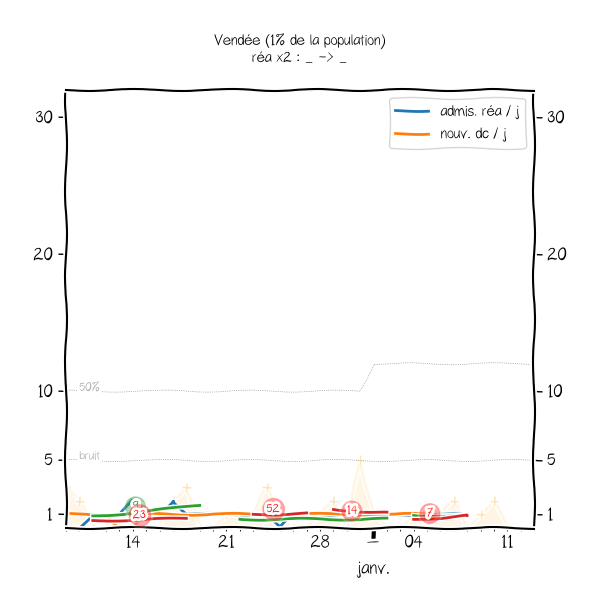 Vendée (1% de la population)
réa x2 : _ -> _
admis. réa / j
nouv. dc / j
30 30
20 20
50%
10 10
bruit
5 5
9
23 52 14 7
1 1
14 21 28 04 11
janv.